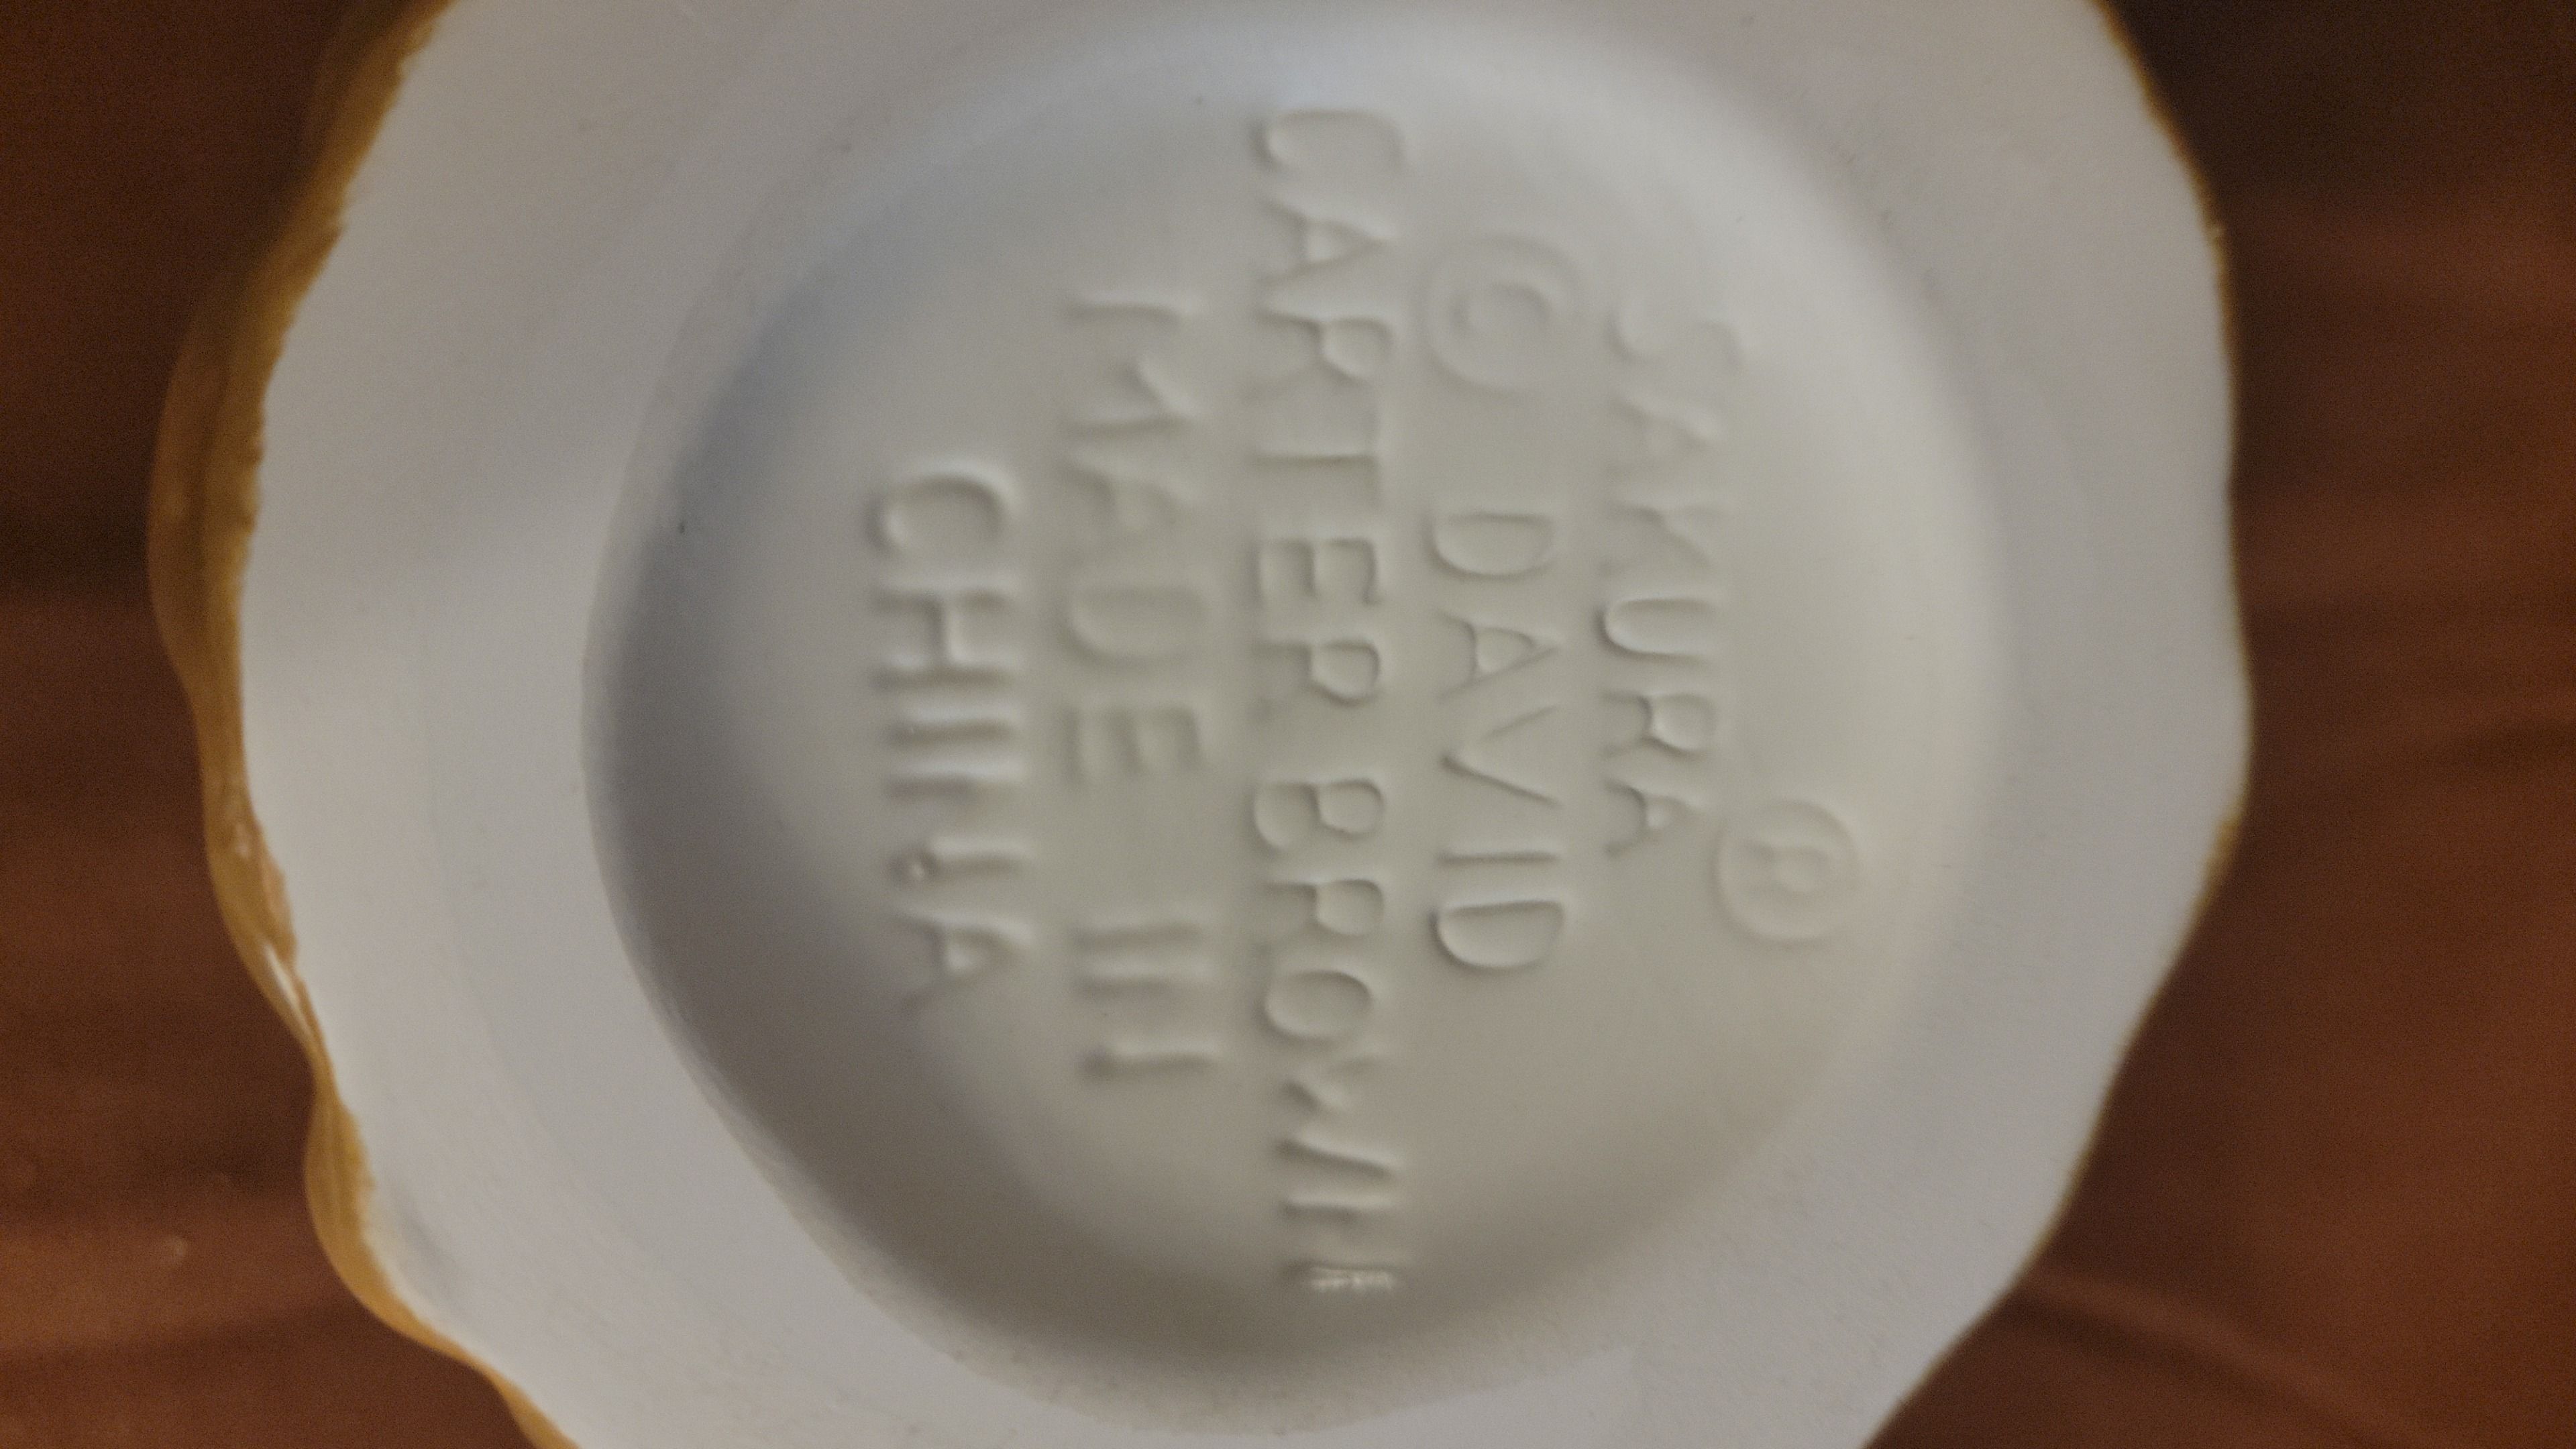 SAKURA ®
© DAVID
CARTER BROWN
MADE IN
CHINA